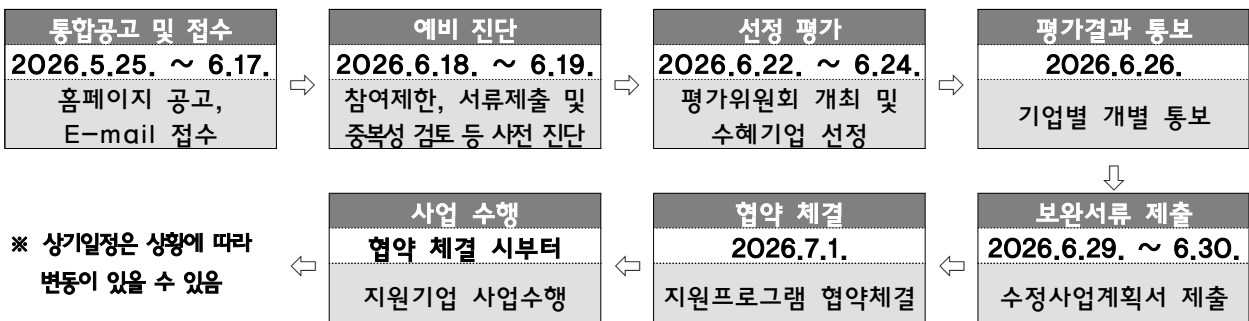 통합공고 및 접수
2026.5.25. ~ 6.17.
홈페이지 공고,
E-mail 접수
예비 진단
2026.6.18. ~ 6.19.
참여제한, 서류제출 및
중복성 검토 등 사전 진단
선정 평가
2026.6.22. ~ 6.24.
평가위원회 개최 및
수혜기업 선정
평가결과 통보
2026.6.26.
기업별 개별 통보
보완서류 제출
2026.6.29. ~ 6.30.
수정사업계획서 제출
협약 체결
2026.7.1.
지원프로그램 협약체결
사업 수행
협약 체결 시부터
지원기업 사업수행
※ 상기일정은 상황에 따라
변동이 있을 수 있음